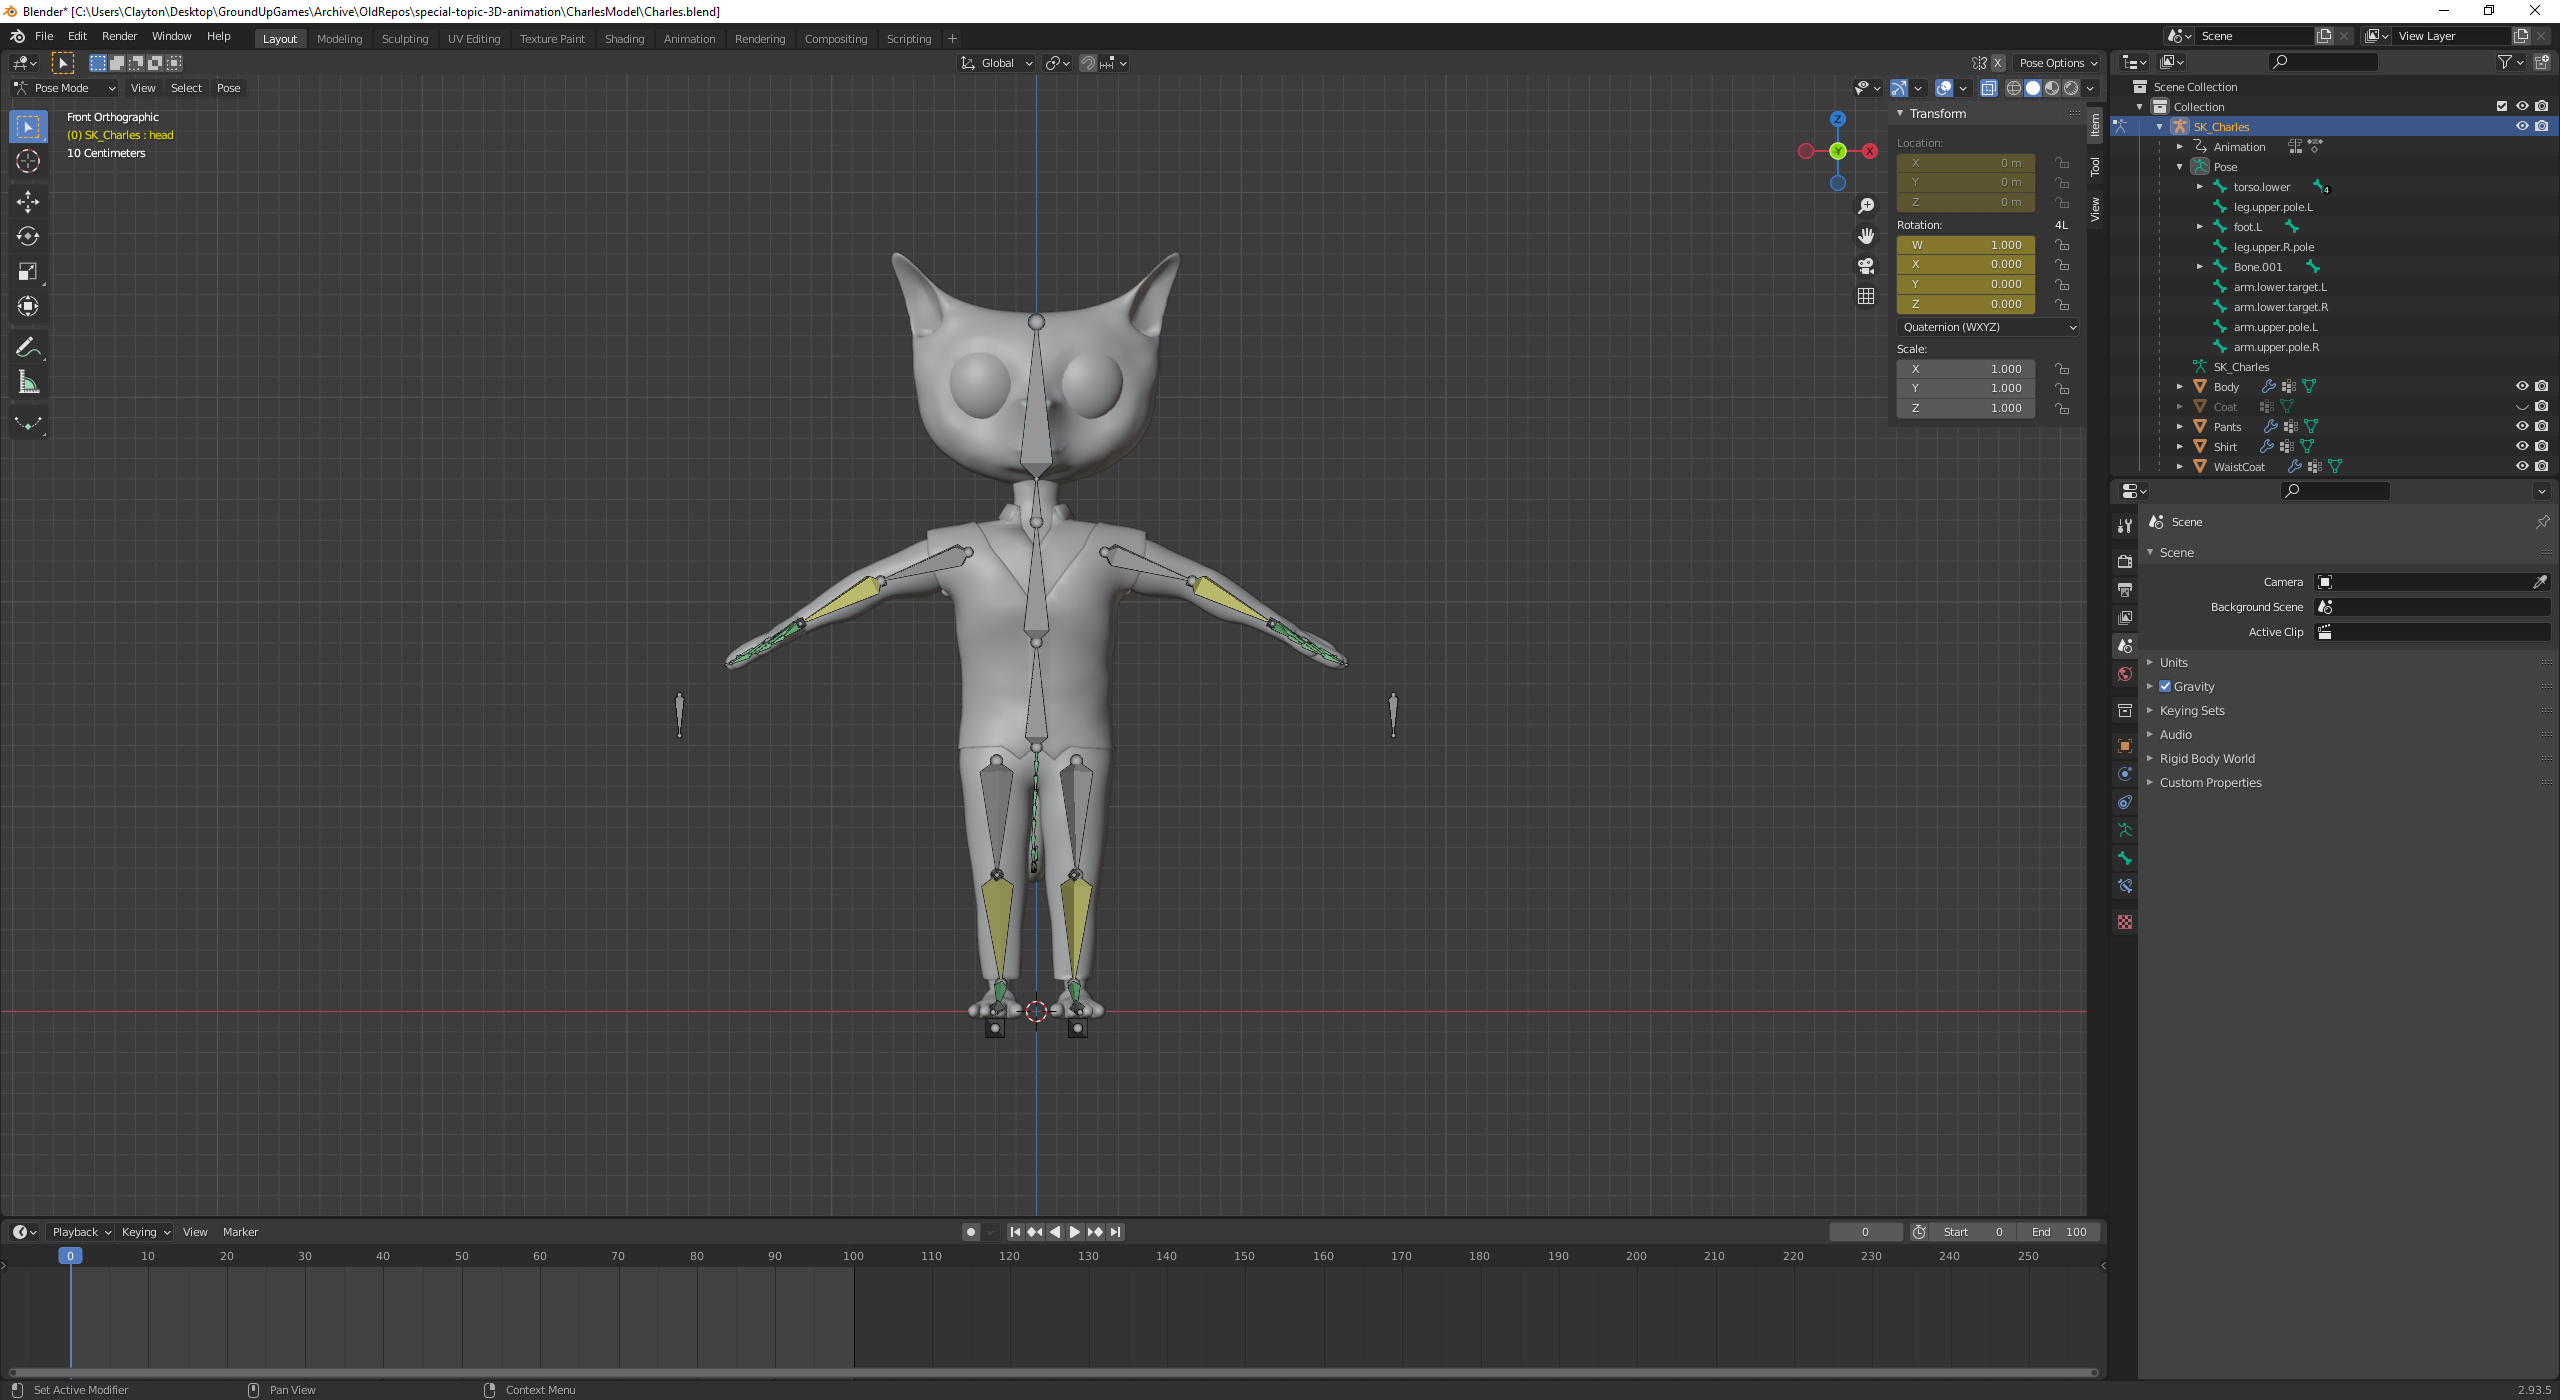 Blender* [C:\Users\Clayton\Desktop\GroundUpGames\Archive\OldRepos\special-topic-3D-animation\CharlesModel\Charles.blend]
File Edit Render Window Help Layout Modeling Sculpting UV Editing Texture Paint Shading Animation Rendering Compositing Scripting + Scene View Layer
Global X Pose Options
Pose Mode View Select Pose
Front Orthographic
(0) SK_Charles : head
10 Centimeters
Z
Y X
Transform
Location:
X 0 m
Y 0 m
Z 0 m
Rotation: 4L
W 1.000
X 0.000
Y 0.000
Z 0.000
Quaternion (WXYZ)
Scale:
X 1.000
Y 1.000
Z 1.000
Item
Tool
View
Scene Collection
Collection
SK_Charles
Animation
Pose
torso.lower 4
leg.upper.pole.L
foot.L
leg.upper.R.pole
Bone.001
arm.lower.target.L
arm.lower.target.R
arm.upper.pole.L
arm.upper.pole.R
SK_Charles
Body
Coat
Pants
Shirt
WaistCoat
Scene
Scene
Camera
Background Scene
Active Clip
Units
Gravity
Keying Sets
Audio
Rigid Body World
Custom Properties
Playback Keying View Marker 0 Start 0 End 100
0 10 20 30 40 50 60 70 80 90 100 110 120 130 140 150 160 170 180 190 200 210 220 230 240 250
Set Active Modifier Pan View Context Menu 2.93.5